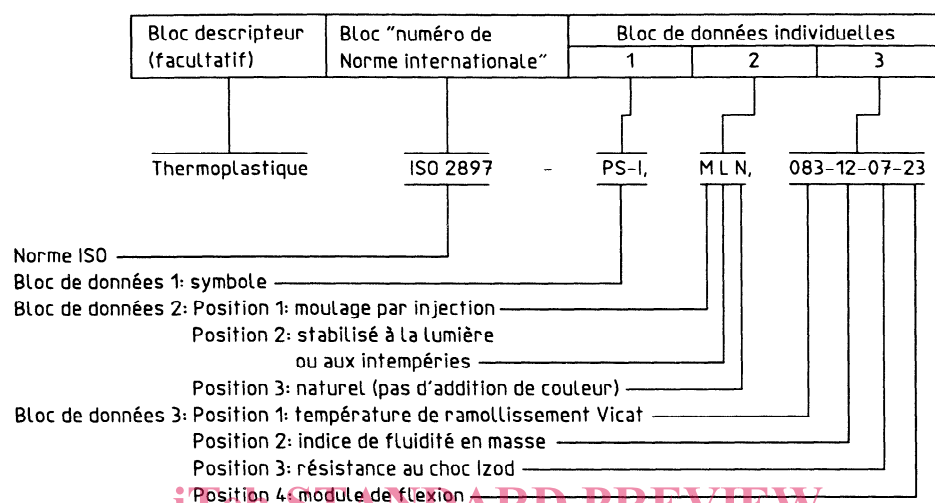 Bloc descripteur (facultatif)
Bloc "numéro de Norme internationale"
Bloc de données individuelles
1 2 3
Thermoplastique ISO 2897 - PS-I, M L N, 083-12-07-23
Norme ISO
Bloc de données 1: symbole
Bloc de données 2: Position 1: moulage par injection
Position 2: stabilisé à la lumière
ou aux intempéries
Position 3: naturel (pas d'addition de couleur)
Bloc de données 3: Position 1: température de ramollissement Vicat
Position 2: indice de fluidité en masse
Position 3: résistance au choc Izod
Position 4: module de flexion
iTeh STANDARD PREVIEW